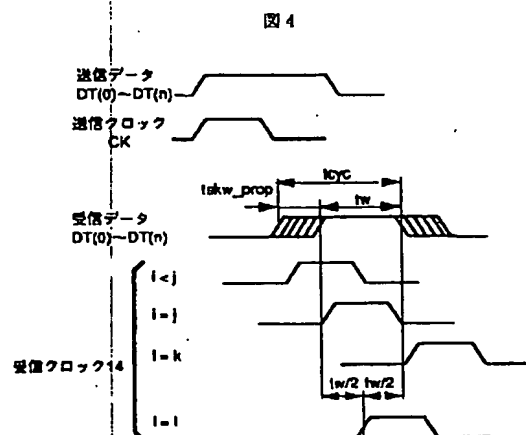 図4
送信データ
DT(0)~DT(n)
送信クロック
CK
tcyc
tskw_prop
tw
受信データ
DT(0)~DT(n)
i<j
i=j
i=k
受信クロック14
tw/2 tw/2
i=l